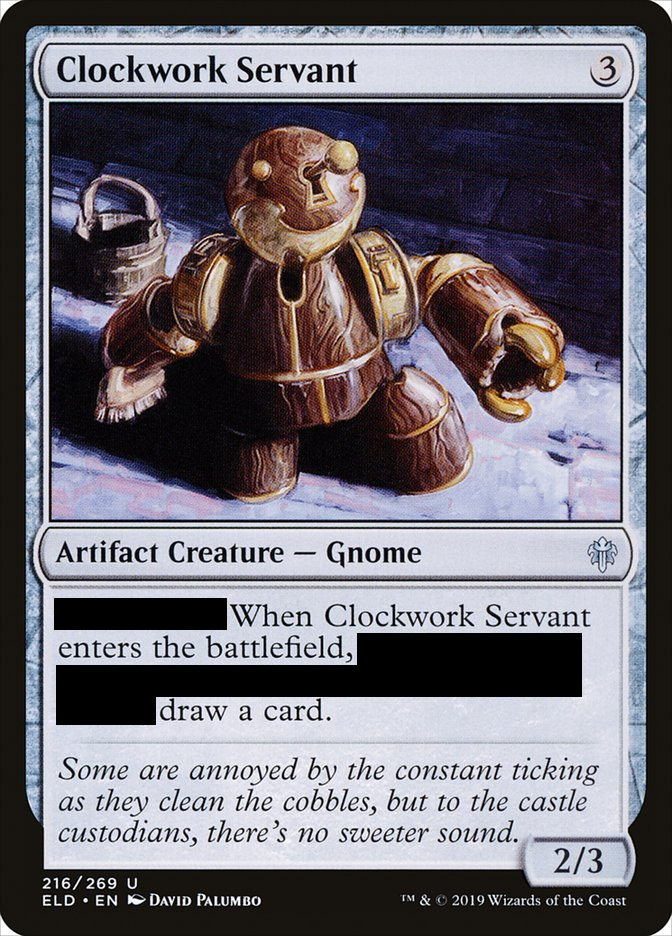 Clockwork Servant 3
Artifact Creature — Gnome
When Clockwork Servant
enters the battlefield,
draw a card.
Some are annoyed by the constant ticking
as they clean the cobbles, but to the castle
custodians, there's no sweeter sound.
2/3
216/269 U
ELD • EN David Palumbo ™ & © 2019 Wizards of the Coast